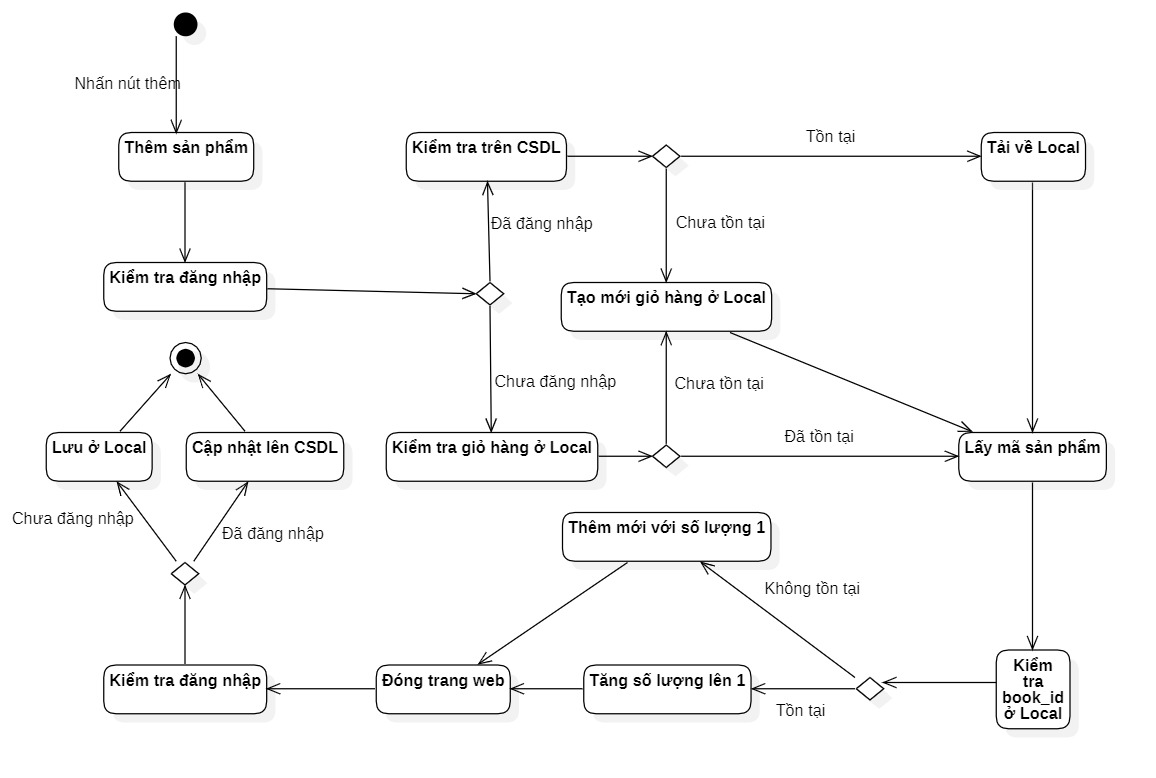 Nhấn nút thêm
Thêm sản phẩm
Kiểm tra đăng nhập
Đã đăng nhập
Kiểm tra trên CSDL
Tồn tại
Tải về Local
Chưa tồn tại
Tạo mới giỏ hàng ở Local
Chưa đăng nhập
Kiểm tra giỏ hàng ở Local
Chưa tồn tại
Đã tồn tại
Lấy mã sản phẩm
Kiểm
tra
book_id
ở Local
Không tồn tại
Thêm mới với số lượng 1
Tồn tại
Tăng số lượng lên 1
Đóng trang web
Kiểm tra đăng nhập
Chưa đăng nhập
Đã đăng nhập
Lưu ở Local
Cập nhật lên CSDL